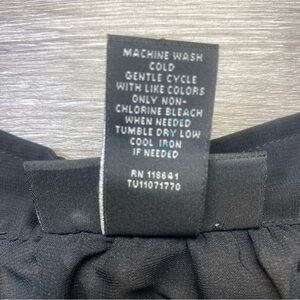 MACHINE WASH
COLD
GENTLE CYCLE
WITH LIKE COLORS
ONLY NON-
CHLORINE BLEACH
WHEN NEEDED
TUMBLE DRY LOW
COOL IRON
IF NEEDED
RN 118641
TU11071770